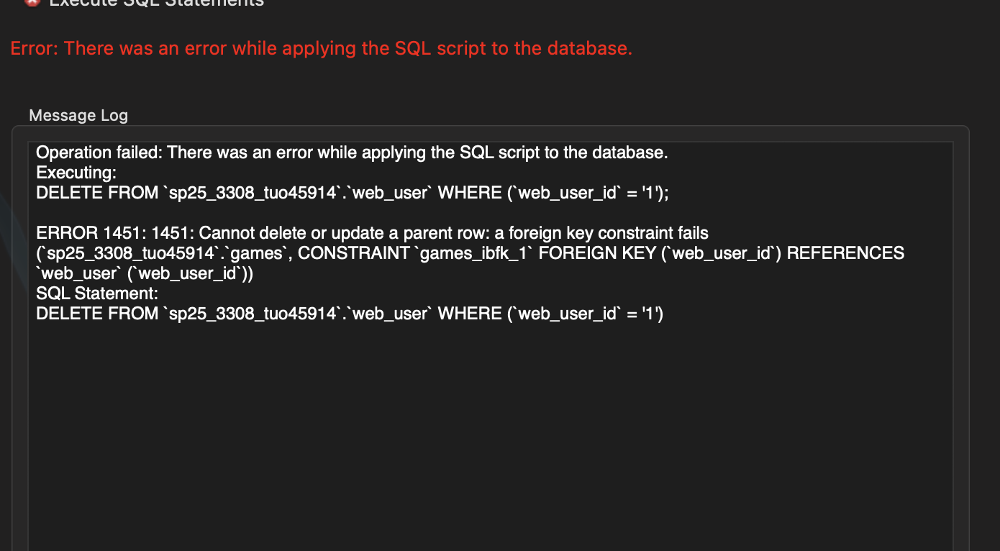 Execute SQL Statements
Error: There was an error while applying the SQL script to the database.
Message Log
Operation failed: There was an error while applying the SQL script to the database.
Executing:
DELETE FROM `sp25_3308_tuo45914`.`web_user` WHERE (`web_user_id` = '1');
ERROR 1451: 1451: Cannot delete or update a parent row: a foreign key constraint fails
(`sp25_3308_tuo45914`.`games`, CONSTRAINT `games_ibfk_1` FOREIGN KEY (`web_user_id`) REFERENCES
`web_user` (`web_user_id`))
SQL Statement:
DELETE FROM `sp25_3308_tuo45914`.`web_user` WHERE (`web_user_id` = '1')